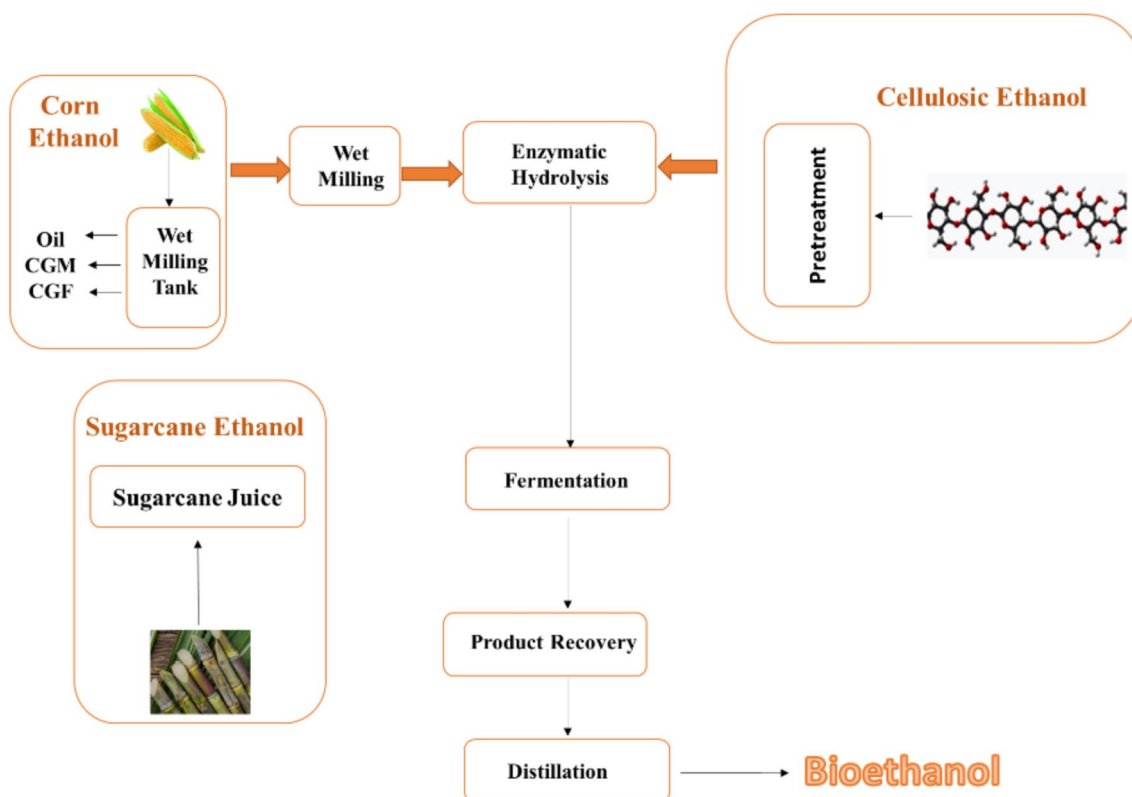 Corn
Ethanol
Wet
Milling
Tank
Oil
CGM
CGF
Wet
Milling
Enzymatic
Hydrolysis
Cellulosic Ethanol
Pretreatment
Sugarcane Ethanol
Sugarcane Juice
Fermentation
Product Recovery
Distillation
Bioethanol